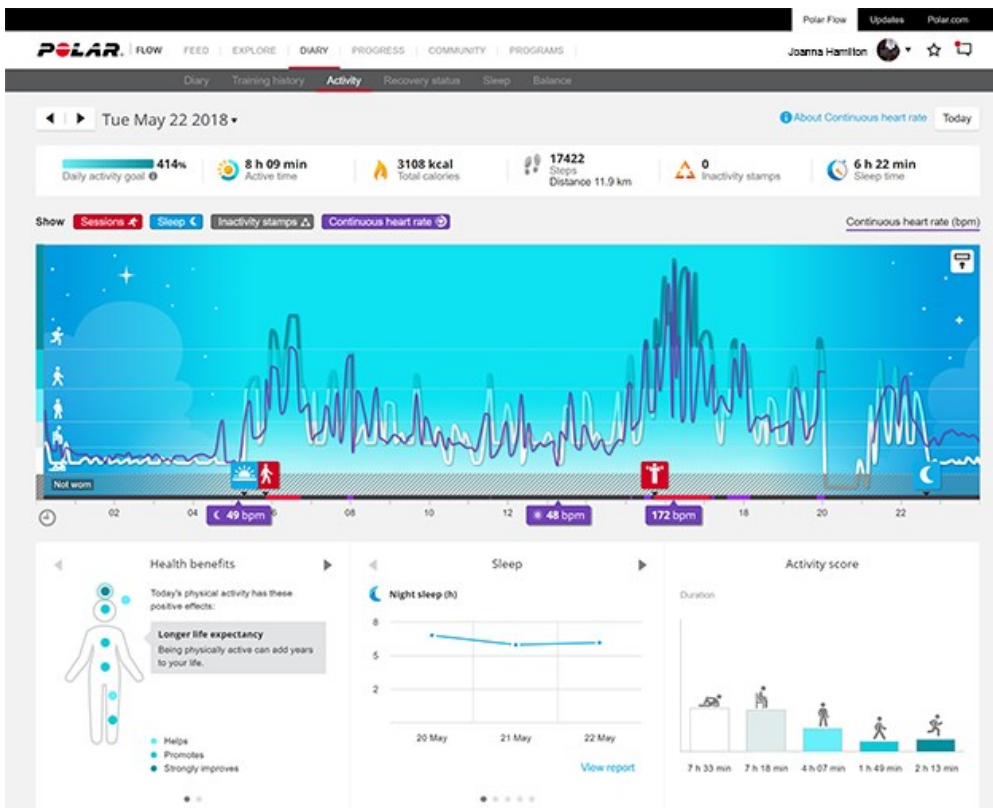 Polar Flow Updates Polar.com
POLAR. FLOW FEED EXPLORE DIARY PROGRESS COMMUNITY PROGRAMS Joanna Hamilton
Diary Training history Activity Recovery status Sleep Balance
Tue May 22 2018 About Continuous heart rate Today
414% 8 h 09 min 3108 kcal 17422 0 6 h 22 min
Daily activity goal Active time Total calories Steps Inactivity stamps Sleep time
Distance 11.9 km
Show Sessions Sleep Inactivity stamps Continuous heart rate Continuous heart rate (bpm)
Not worn
02 04 49 bpm 06 08 10 12 48 bpm 172 bpm 18 20 22
Health benefits
Today's physical activity has these
positive effects:
Longer life expectancy
Being physically active can add years
to your life.
Helps
Promotes
Strongly improves
Sleep
Night sleep (h)
8
5
2
20 May 21 May 22 May
View report
Activity score
Duration
7 h 33 min 7 h 18 min 4 h 07 min 1 h 49 min 2 h 13 min